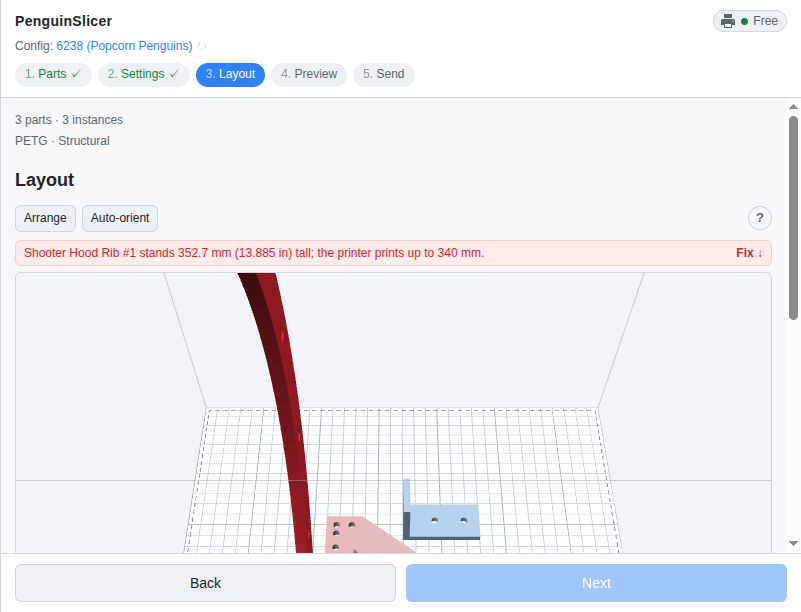 PenguinSlicer
Free
Config: 6238 (Popcorn Penguins)
1. Parts ✓
2. Settings ✓
3. Layout
4. Preview
5. Send
3 parts · 3 instances
PETG · Structural
Layout
Arrange
Auto-orient
?
Shooter Hood Rib #1 stands 352.7 mm (13.885 in) tall; the printer prints up to 340 mm.
Fix ↓
Back
Next